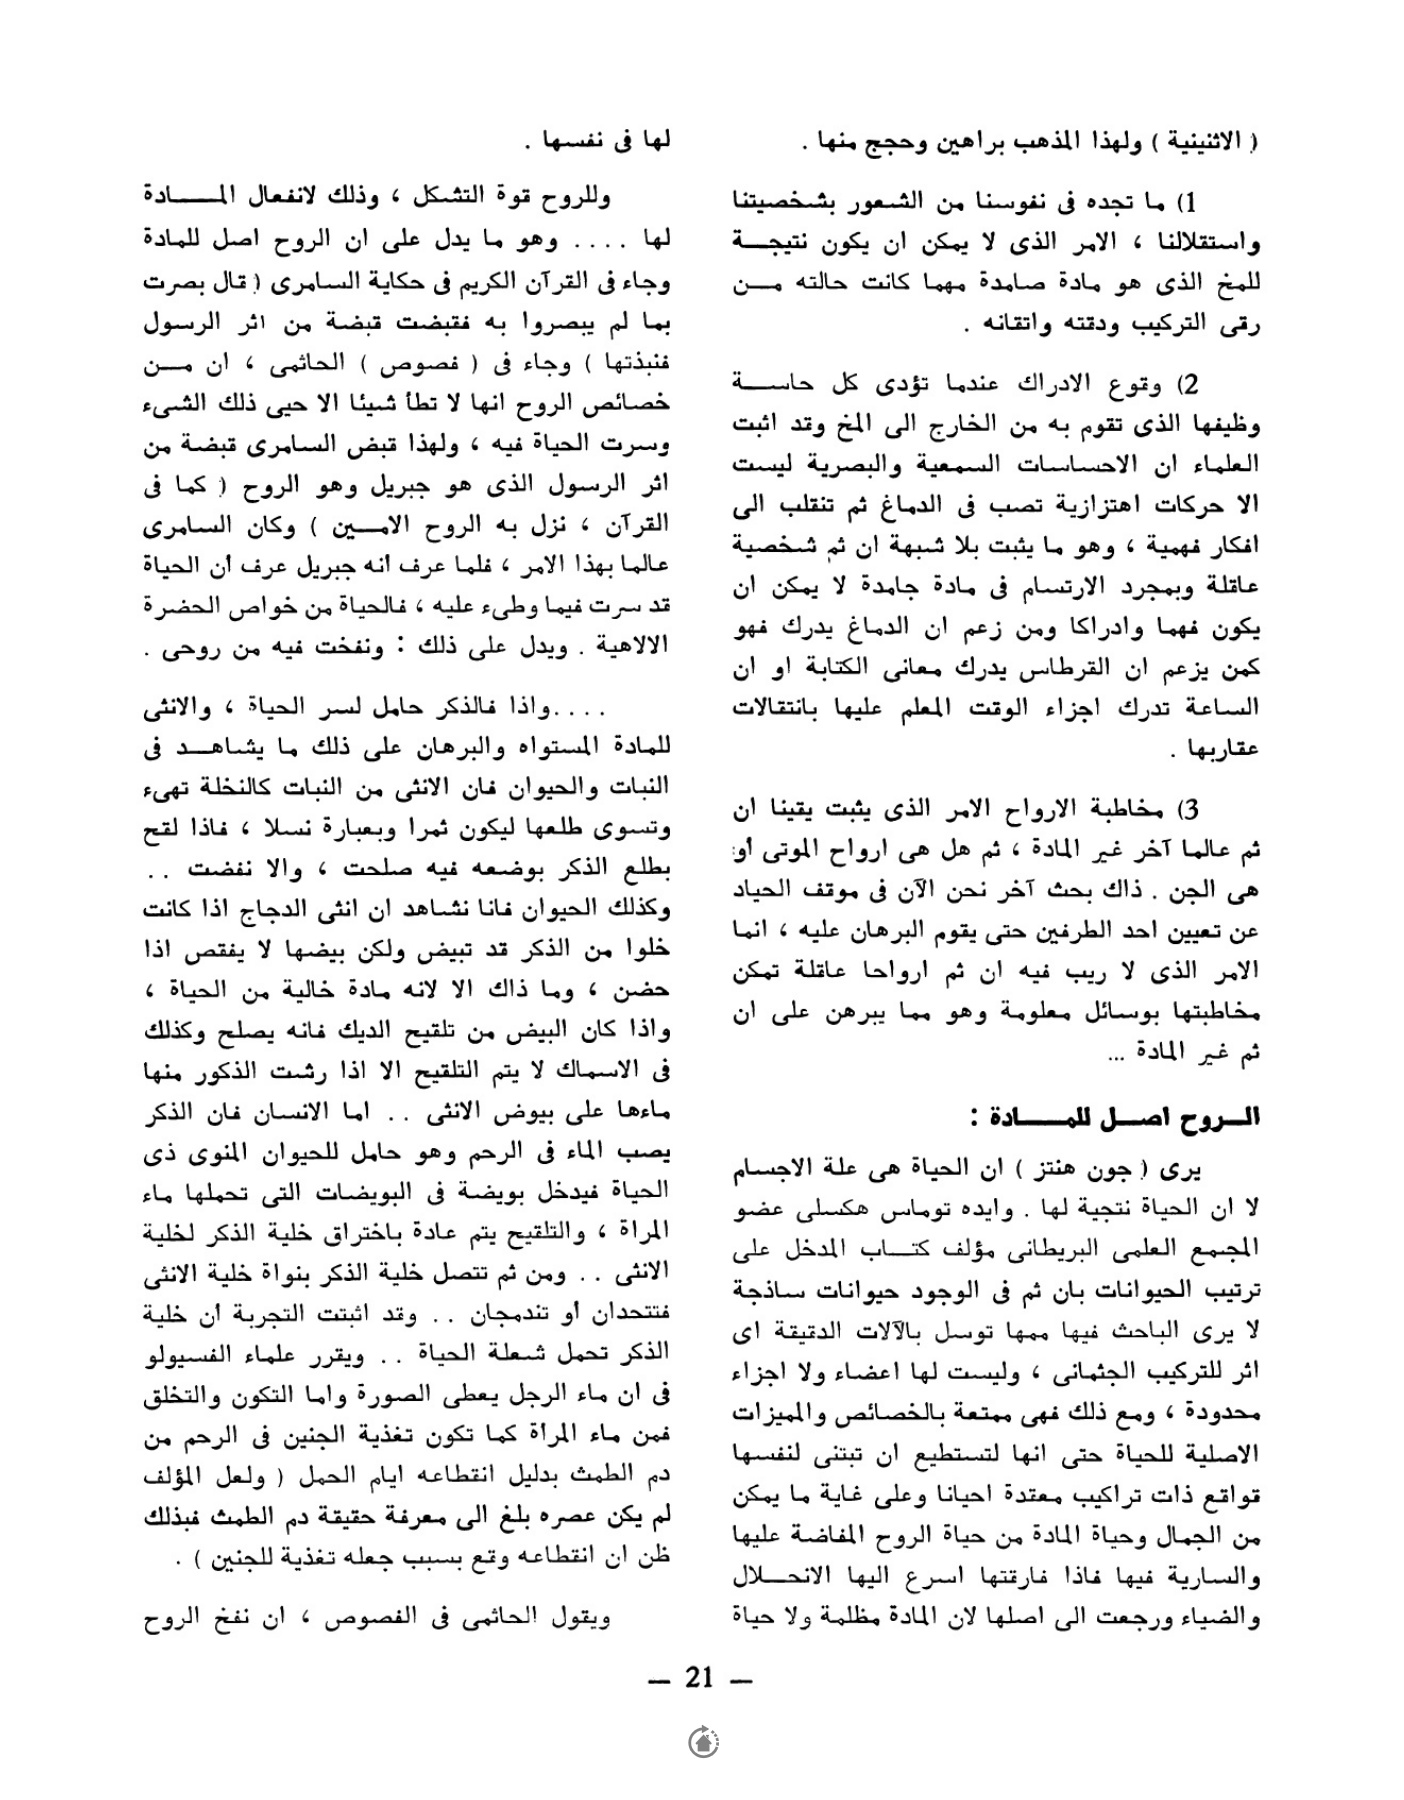 ( الاثنينية ) ولهذا المذهب براهين وحجج منها .
1) ما تجده فى نفوسنا من الشعور بشخصيتنا
واستقلالنا ، الامر الذى لا يمكن ان يكون نتيجـــة
للمخ الذى هو مادة صامدة مهما كانت حالته مــن
رقى التركيب ودقته واتقانه .
2) وقوع الادراك عندما تؤدى كل حاســـة
وظيفها الذى تقوم به من الخارج الى المخ وقد اثبت
العلماء ان الاحساسات السمعية والبصرية ليست
الا حركات اهتزازية تصب فى الدماغ ثم تنقلب الى
افكار فهمية ، وهو ما يثبت بلا شبهة ان ثم شخصية
عاقلة وبمجرد الارتسام فى مادة جامدة لا يمكن ان
يكون فهما وادراكا ومن زعم ان الدماغ يدرك فهو
كمن يزعم ان القرطاس يدرك معانى الكتابة او ان
الساعة تدرك اجزاء الوقت المعلم عليها بانتقالات
عقاربها .
3) مخاطبة الارواح الامر الذى يثبت يقينا ان
ثم عالما آخر غير المادة ، ثم هل هى ارواح الموتى أو
هى الجن . ذاك بحث آخر نحن الآن فى موقف الحياد
عن تعيين احد الطرفين حتى يقوم البرهان عليه ، انما
الامر الذى لا ريب فيه ان ثم ارواحا عاقلة تمكن
مخاطبتها بوسائل معلومة وهو مما يبرهن على ان
ثم غير المادة ...
الــروح اصــل للمــــادة :
يرى ( جون هنتز ) ان الحياة هى علة الاجسام
لا ان الحياة نتجية لها . وايده توماس هكسلى عضو
المجمع العلمى البريطانى مؤلف كتــاب المدخل على
ترتيب الحيوانات بان ثم فى الوجود حيوانات ساذجة
لا يرى الباحث فيها مهما توسل بالآلات الدقيقة اى
اثر للتركيب الجثمانى ، وليست لها اعضاء ولا اجزاء
محدودة ، ومع ذلك فهى ممتعة بالخصائص والميزات
الاصلية للحياة حتى انها لتستطيع ان تبتنى لنفسها
تواقع ذات تراكيب معتدة احيانا وعلى غاية ما يمكن
من الجمال وحياة المادة من حياة الروح المفاضة عليها
والسارية فيها فاذا فارقتها اسرع اليها الانحـــلال
والضياء ورجعت الى اصلها لان المادة مظلمة ولا حياة
لها فى نفسها .
وللروح قوة التشكل ، وذلك لانفعال المــــادة
لها .... وهو ما يدل على ان الروح اصل للمادة
وجاء فى القرآن الكريم فى حكاية السامرى ( قال بصرت
بما لم يبصروا به فقبضت قبضة من اثر الرسول
فنبذتها ) وجاء فى ( فصوص ) الحاثمى ، ان مــن
خصائص الروح انها لا تطأ شيئا الا حيى ذلك الشىء
وسرت الحياة فيه ، ولهذا قبض السامرى قبضة من
اثر الرسول الذى هو جبريل وهو الروح ( كما فى
القرآن ، نزل به الروح الامــين ) وكان السامرى
عالما بهذا الامر ، فلما عرف أنه جبريل عرف أن الحياة
قد سرت فيما وطىء عليه ، فالحياة من خواص الحضرة
الالاهية . ويدل على ذلك : ونفخت فيه من روحى .
....واذا فالذكر حامل لسر الحياة ، والانثى
للمادة المستواه والبرهان على ذلك ما يشاهــد فى
النبات والحيوان فان الانثى من النبات كالنخلة تهىء
وتسوى طلعها ليكون ثمرا وبعبارة نسلا ، فاذا لقح
بطلع الذكر بوضعه فيه صلحت ، والا نفضت ..
وكذلك الحيوان فانا نشاهد ان انثى الدجاج اذا كانت
خلوا من الذكر قد تبيض ولكن بيضها لا يفقص اذا
حضن ، وما ذاك الا لانه مادة خالية من الحياة ،
واذا كان البيض من تلقيح الديك فانه يصلح وكذلك
فى الاسماك لا يتم التلقيح الا اذا رشت الذكور منها
ماءها على بيوض الانثى .. اما الانسان فان الذكر
يصب الماء فى الرحم وهو حامل للحيوان المنوى ذى
الحياة فيدخل بويضة فى البويضات التى تحملها ماء
المراة ، والتلقيح يتم عادة باختراق خلية الذكر لخلية
الانثى .. ومن ثم تتصل خلية الذكر بنواة خلية الانثى
فتتحدان أو تندمجان .. وقد اثبتت التجربة ان خلية
الذكر تحمل شعلة الحياة .. ويقرر علماء الفسيولو
فى ان ماء الرجل يعطى الصورة واما التكون والتخلق
فمن ماء المرأة كما تكون تغذية الجنين فى الرحم من
دم الطمث بدليل انقطاعه ايام الحمل ( ولعل المؤلف
لم يكن عصره بلغ الى معرفة حقيقة دم الطمث فبذلك
ظن ان انقطاعه وقع بسبب جعله تغذية للجنين ) .
ويقول الحاثمى فى الفصوص ، ان نفخ الروح
— 21 —